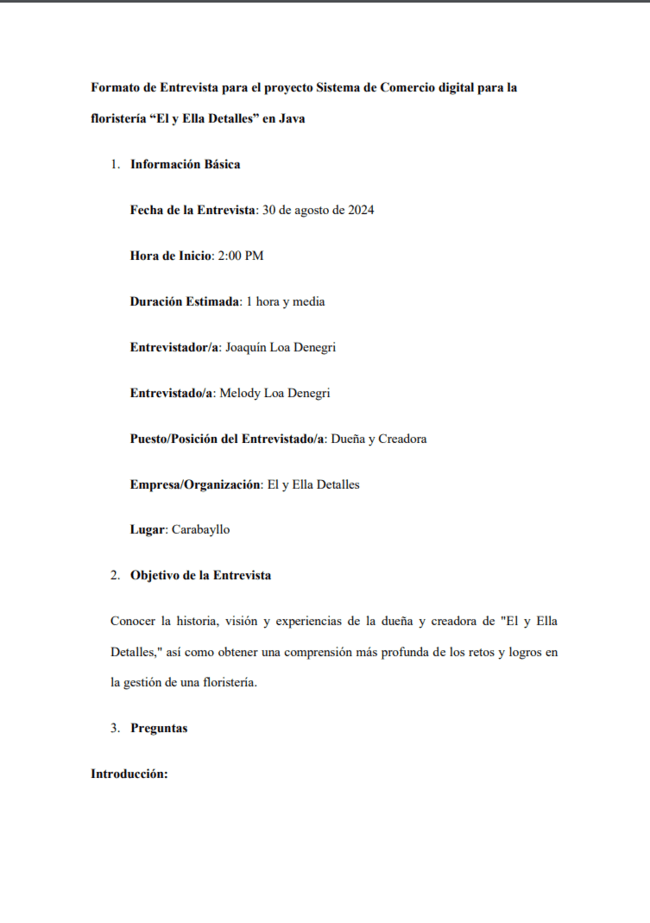 Formato de Entrevista para el proyecto Sistema de Comercio digital para la
floristería “El y Ella Detalles” en Java
1. Información Básica
Fecha de la Entrevista: 30 de agosto de 2024
Hora de Inicio: 2:00 PM
Duración Estimada: 1 hora y media
Entrevistador/a: Joaquín Loa Denegri
Entrevistado/a: Melody Loa Denegri
Puesto/Posición del Entrevistado/a: Dueña y Creadora
Empresa/Organización: El y Ella Detalles
Lugar: Carabayllo
2. Objetivo de la Entrevista
Conocer la historia, visión y experiencias de la dueña y creadora de "El y Ella
Detalles," así como obtener una comprensión más profunda de los retos y logros en
la gestión de una floristería.
3. Preguntas
Introducción: